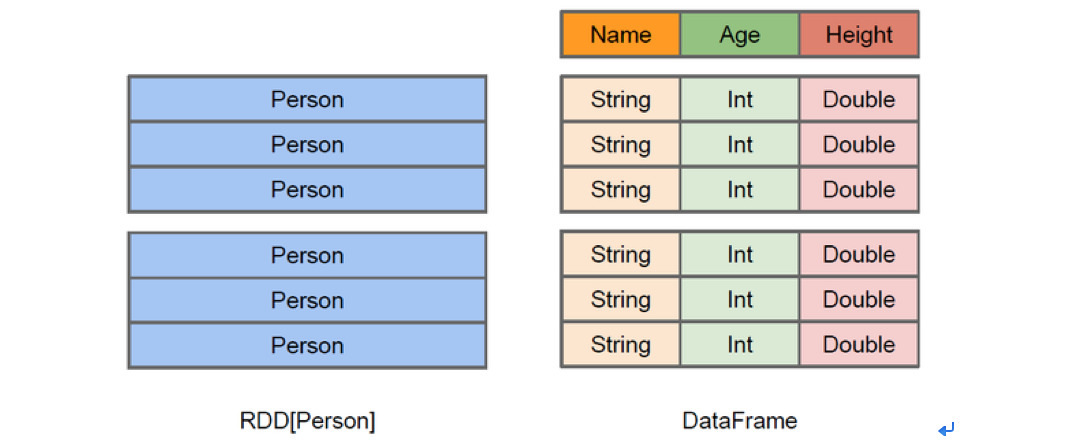 Name Age Height
Person String Int Double
Person String Int Double
Person String Int Double
Person String Int Double
Person String Int Double
Person String Int Double
RDD[Person] DataFrame